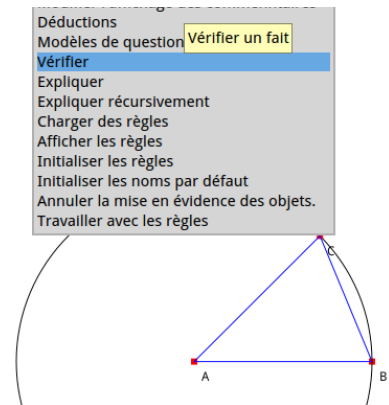 Déductions
Modèles de question
Vérifier un fait
Vérifier
Expliquer
Expliquer récursivement
Charger des règles
Afficher les règles
Initialiser les règles
Initialiser les noms par défaut
Annuler la mise en évidence des objets.
Travailler avec les règles
C
A
B